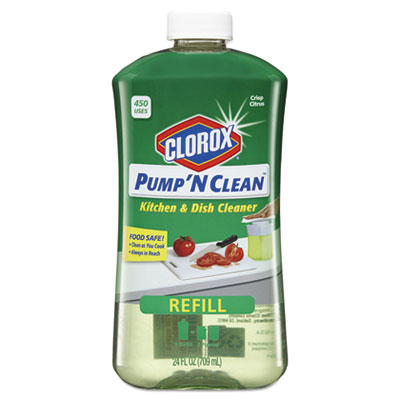 450
USES
Crisp
Citrus
CLOROX
PUMP 'N CLEAN™
Kitchen & Dish Cleaner
FOOD SAFE!
• Clean as You Cook
• Always in Reach
REFILL
24 FL OZ (709 mL)